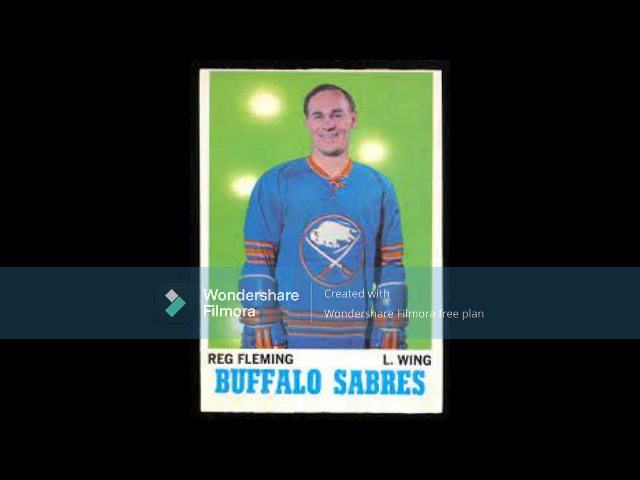 Wondershare
Filmora
Created with
Wondershare Filmora free plan
REG FLEMING
L. WING
BUFFALO SABRES